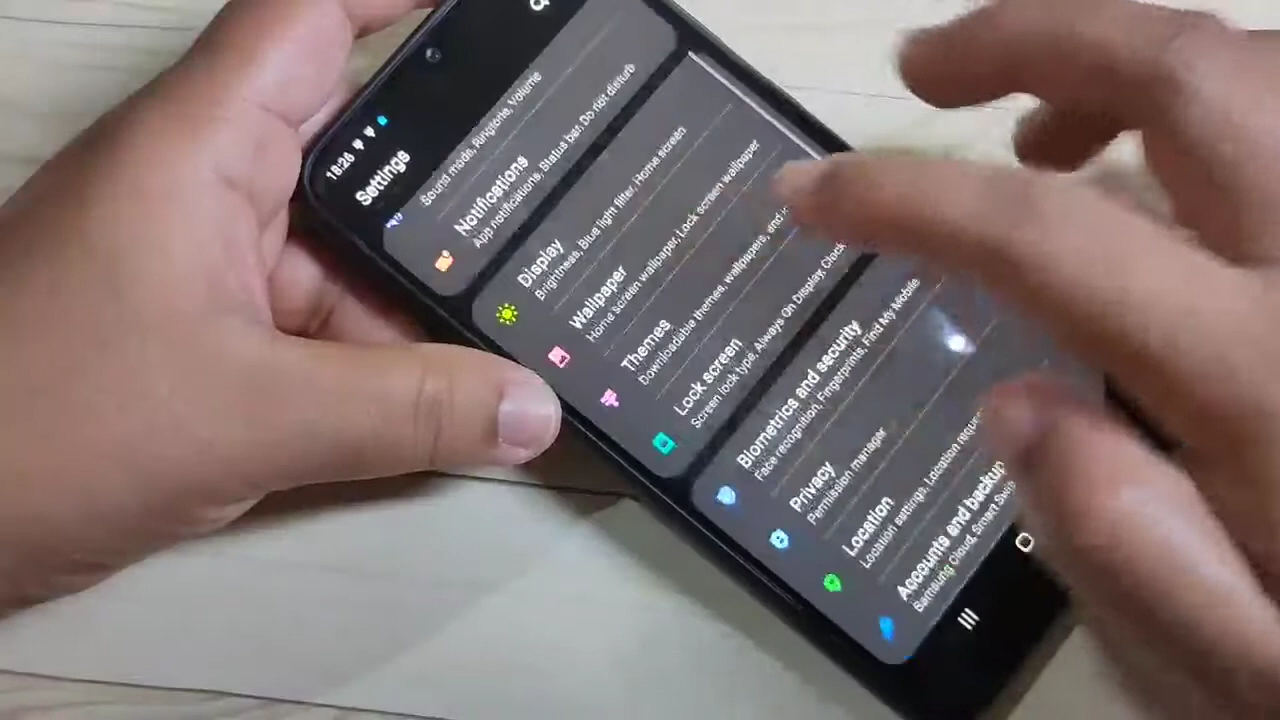 18:26
Settings
Sound mode, Ringtone, Volume
Notifications
App notifications, Status bar, Do not disturb
Display
Brightness, Blue light filter, Home screen
Wallpaper
Home Screen wallpaper, Lock screen wallpaper
Themes
Downloadable themes, wallpapers, and
Lock screen
Screen lock type, Always On Display, Clock
Biometrics and security
Face recognition, Fingerprints, Find My Mobile
Privacy
Permission manager
Location
Location settings, Location reque
Accounts and backup
Samsung Cloud, Smart Swit